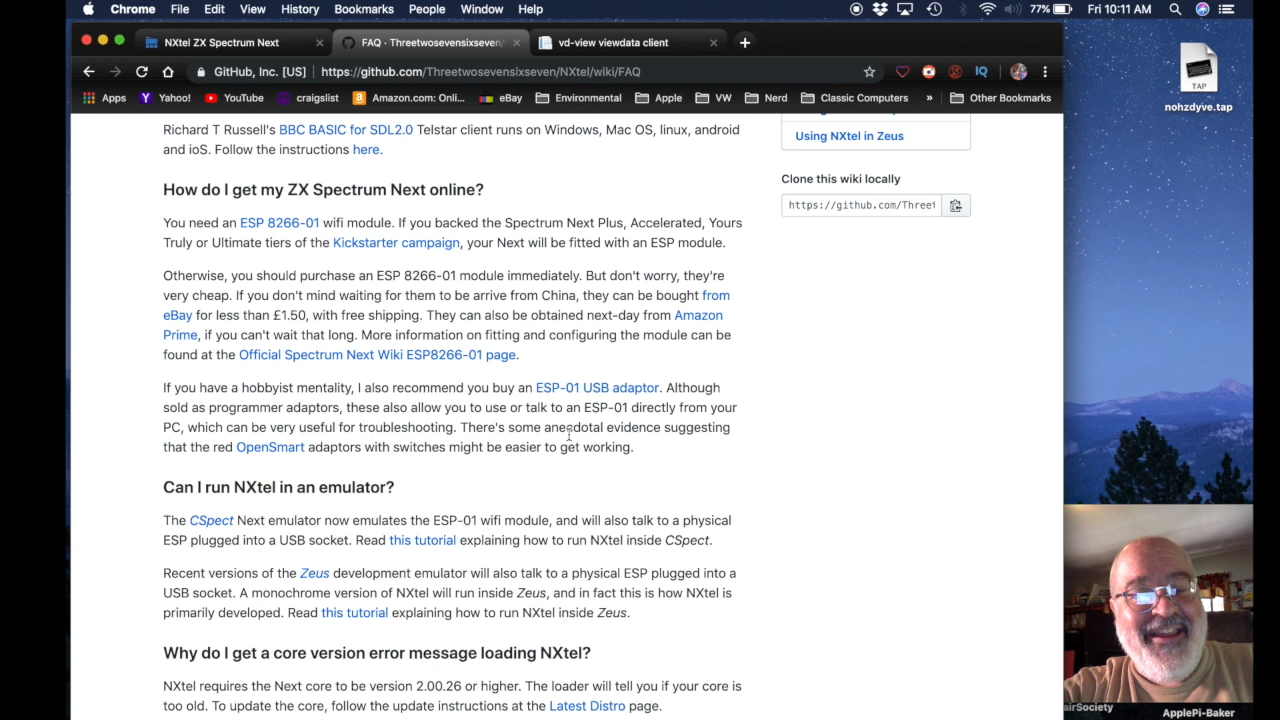 Chrome File Edit View History Bookmarks People Window Help 77% Fri 10:11 AM
NXtel ZX Spectrum Next × FAQ · Threetwosevensixseven/ × vd-view viewdata client × +
GitHub, Inc. [US] | https://github.com/Threetwosevensixseven/NXtel/wiki/FAQ IQ
Apps Yahoo! YouTube craigslist Amazon.com: Onli... eBay Environmental Apple VW Nerd Classic Computers » Other Bookmarks
TAP
nohzdyve.tap
Richard T Russell's BBC BASIC for SDL2.0 Telstar client runs on Windows, Mac OS, linux, android
and ioS. Follow the instructions here.
Using NXtel in Zeus
Clone this wiki locally
https://github.com/Threet
How do I get my ZX Spectrum Next online?
You need an ESP 8266-01 wifi module. If you backed the Spectrum Next Plus, Accelerated, Yours
Truly or Ultimate tiers of the Kickstarter campaign, your Next will be fitted with an ESP module.
Otherwise, you should purchase an ESP 8266-01 module immediately. But don't worry, they're
very cheap. If you don't mind waiting for them to be arrive from China, they can be bought from
eBay for less than £1.50, with free shipping. They can also be obtained next-day from Amazon
Prime, if you can't wait that long. More information on fitting and configuring the module can be
found at the Official Spectrum Next Wiki ESP8266-01 page.
If you have a hobbyist mentality, I also recommend you buy an ESP-01 USB adaptor. Although
sold as programmer adaptors, these also allow you to use or talk to an ESP-01 directly from your
PC, which can be very useful for troubleshooting. There's some anecdotal evidence suggesting
that the red OpenSmart adaptors with switches might be easier to get working.
Can I run NXtel in an emulator?
The CSpect Next emulator now emulates the ESP-01 wifi module, and will also talk to a physical
ESP plugged into a USB socket. Read this tutorial explaining how to run NXtel inside CSpect.
Recent versions of the Zeus development emulator will also talk to a physical ESP plugged into a
USB socket. A monochrome version of NXtel will run inside Zeus, and in fact this is how NXtel is
primarily developed. Read this tutorial explaining how to run NXtel inside Zeus.
Why do I get a core version error message loading NXtel?
NXtel requires the Next core to be version 2.00.26 or higher. The loader will tell you if your core is
too old. To update the core, follow the update instructions at the Latest Distro page.
airSociety
ApplePi-Baker